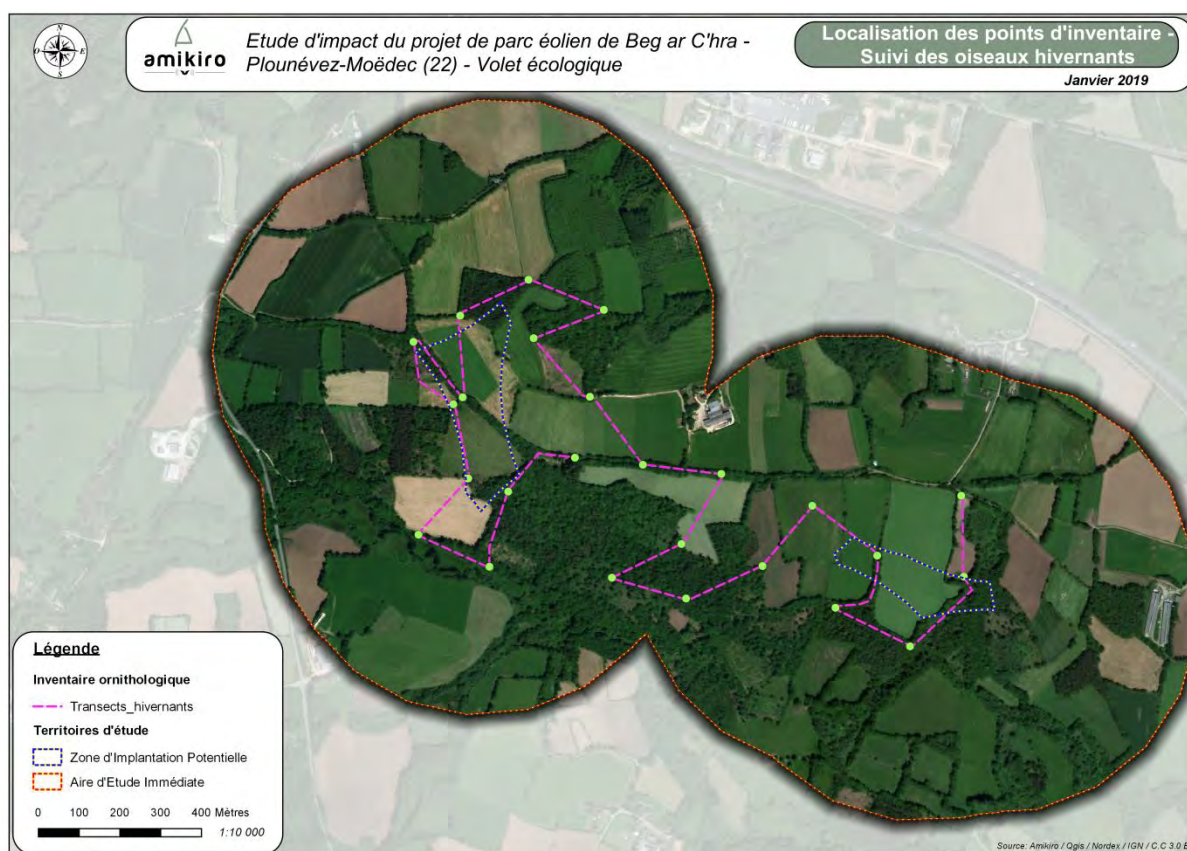 N
O
E
S
amikiro
Etude d'impact du projet de parc éolien de Beg ar C'hra -
Plounévez-Moëdec (22) - Volet écologique
Localisation des points d'inventaire -
Suivi des oiseaux hivernants
Janvier 2019
Légende
Inventaire ornithologique
Transects_hivernants
Territoires d'étude
Zone d'Implantation Potentielle
Aire d'Etude Immédiate
0 100 200 300 400 Mètres
1:10 000
Source: Amikiro / Qgis / Nordex / IGN / C.C 3.0 E